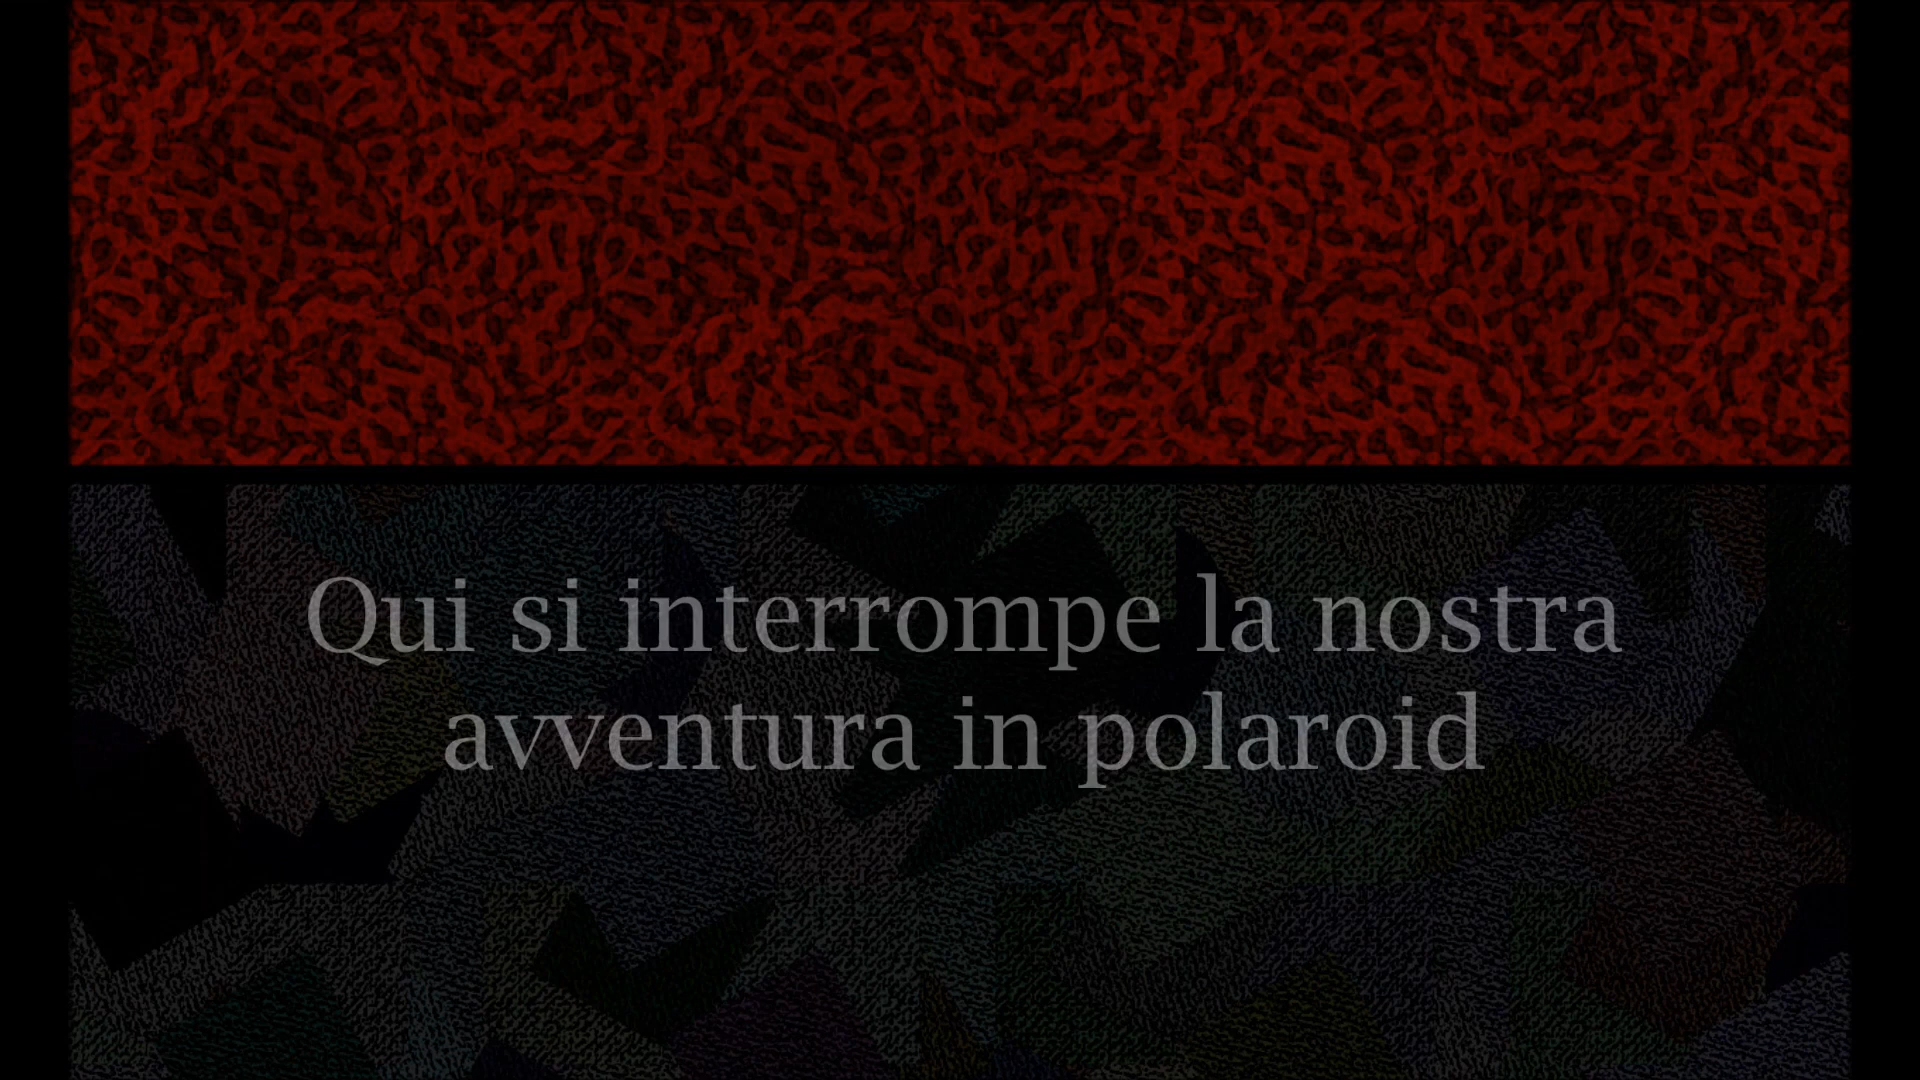 Qui si interrompe la nostra
avventura in polaroid